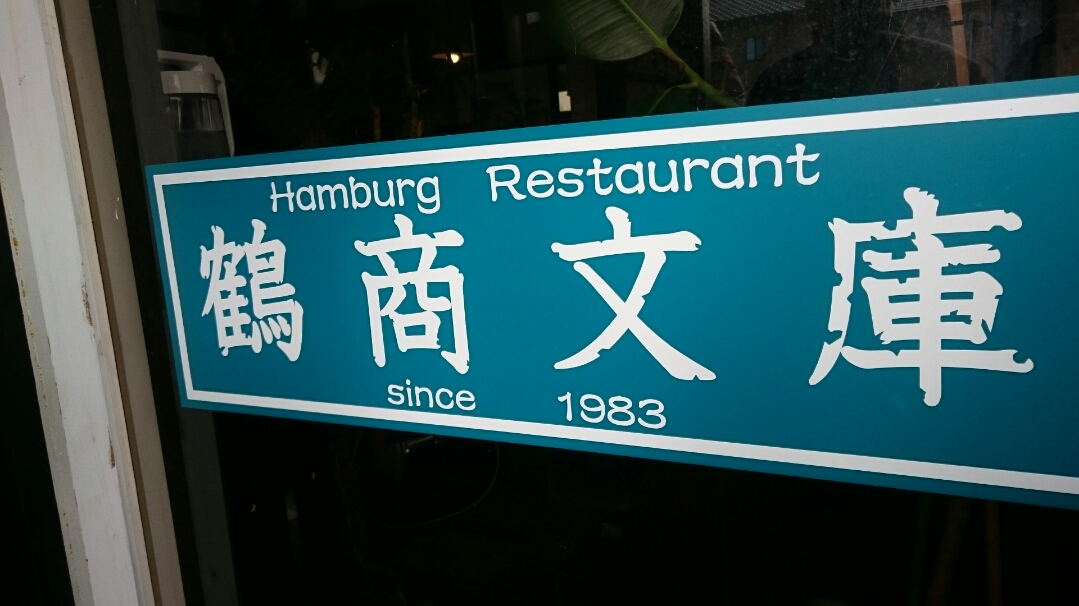 Hamburg Restaurant
鶴商文庫
since 1983